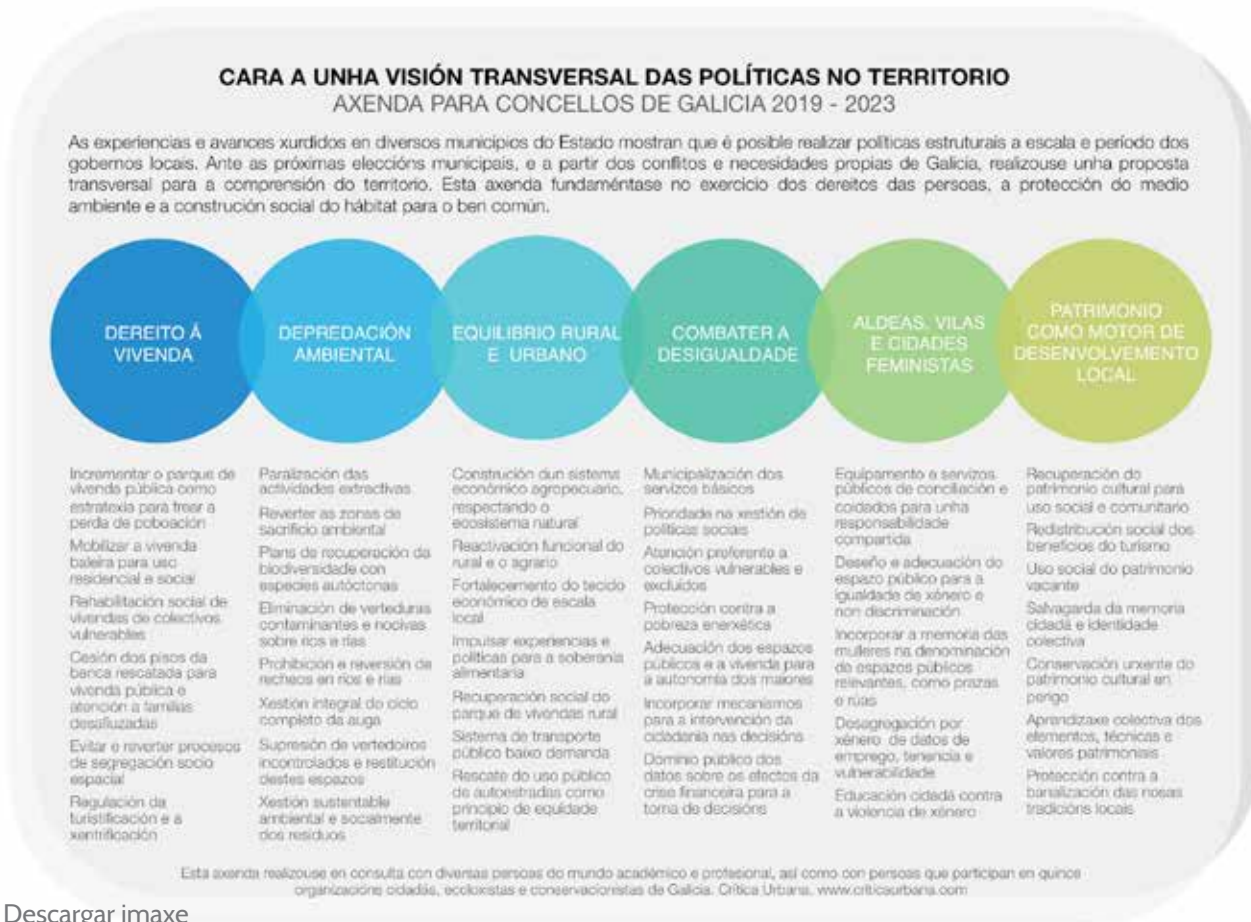 CARA A UNHA VISIÓN TRANSVERSAL DAS POLÍTICAS NO TERRITORIO
AXENDA PARA CONCELLOS DE GALICIA 2019 - 2023
As experiencias e avances xurdidos en diversos municipios do Estado mostran que é posible realizar políticas estruturais a escala e período dos
gobernos locais. Ante as próximas eleccións municipais, e a partir dos conflitos e necesidades propias de Galicia, realizouse unha proposta
transversal para a comprensión do territorio. Esta axenda fundaméntase no exercicio dos dereitos das persoas, a protección do medio
ambiente e a construción social do hábitat para o ben común.
DEREITO Á
VIVENDA
DEPREDACIÓN
AMBIENTAL
EQUILIBRIO RURAL
E URBANO
COMBATER A
DESIGUALDADE
ALDEAS, VILAS
E CIDADES
FEMINISTAS
PATRIMONIO
COMO MOTOR DE
DESENVOLVEMENTO
LOCAL
Incrementar o parque de
vivenda pública como
estratexia para frear a
perda de poboación
Mobilizar a vivenda
baleira para uso
residencial e social
Rehabilitación social de
vivendas de colectivos
vulnerables
Cesión dos pisos da
banca rescatada para
vivenda pública e
atención a familias
desafiuzadas
Evitar e reverter procesos
de segregación socio
espacial
Regulación da
turistificación e a
xentrificación
Paralización das
actividades extractivas
Reverter as zonas de
sacrificio ambiental
Plans de recuperación da
biodiversidade con
especies autóctonas
Eliminación de verteduras
contaminantes e nocivas
sobre ríos e rías
Prohibición e reversión de
recheos en ríos e rías
Xestión integral do ciclo
completo da auga
Supresión de vertedoiros
incontrolados e restitución
destes espazos
Xestión sustentable
ambiental e socialmente
dos residuos
Construción dun sistema
económico agropecuario,
respectando o
ecosistema natural
Reactivación funcional do
rural e o agrario
Fortalecemento do tecido
económico de escala
local
Impulsar experiencias e
políticas para a soberanía
alimentaria
Recuperación social do
parque de vivendas rural
Sistema de transporte
público baixo demanda
Rescate do uso público
de autoestradas como
principio de equidade
territorial
Municipalización dos
servizos básicos
Prioridade na xestión de
políticas sociais
Atención preferente a
colectivos vulnerables e
excluídos
Protección contra a
pobreza enerxética
Adecuación dos espazos
públicos e a vivenda para
a autonomía dos maiores
Incorporar mecanismos
para a intervención da
cidadanía nas decisións
Dominio público dos
datos sobre os efectos da
crise financeira para a
toma de decisións
Equipamento e servizos
públicos de conciliación e
coidados para unha
responsabilidade
compartida
Deseño e adecuación do
espazo público para a
igualdade de xénero e
non discriminación
Incorporar a memoria das
mulleres na denominación
de espazos públicos
relevantes, como prazas
e rúas
Desagregación por
xénero de datos de
emprego, tenencia e
vulnerabilidade
Educación cidadá contra
a violencia de xénero
Recuperación do
patrimonio cultural para
uso social e comunitario
Redistribución social dos
beneficios do turismo
Uso social do patrimonio
vacante
Salvagarda da memoria
cidadá e identidade
colectiva
Conservación urxente do
patrimonio cultural en
perigo
Aprendizaxe colectiva dos
elementos, técnicas e
valores patrimoniais
Protección contra a
banalización das nosas
tradicións locais
Esta axenda realizouse en consulta con diversas persoas do mundo académico e profesional, así como con persoas que participan en quince
organizacións cidadás, ecoloxistas e conservacionistas de Galicia. Crítica Urbana. www.criticaurbana.com
Descargar imaxe